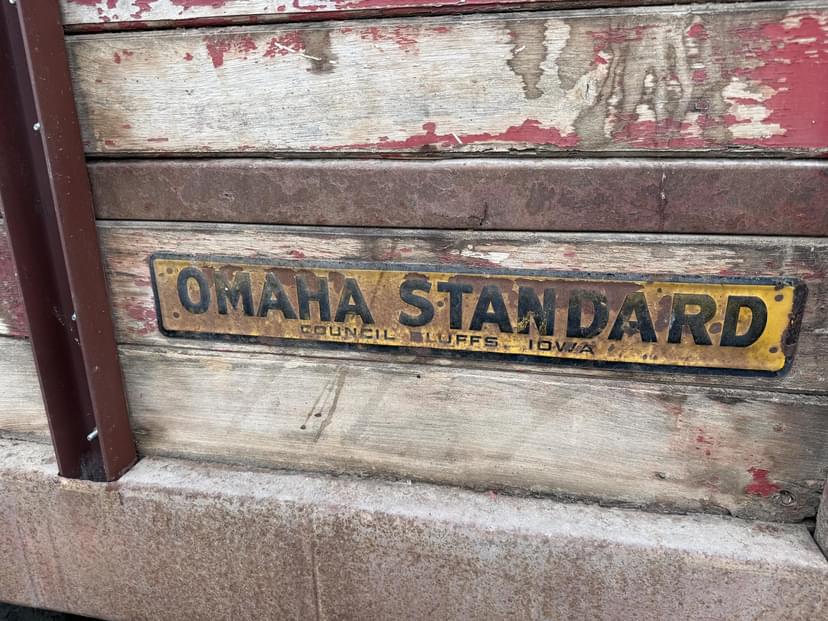 OMAHA STANDARD
COUNCIL BLUFFS, IOWA